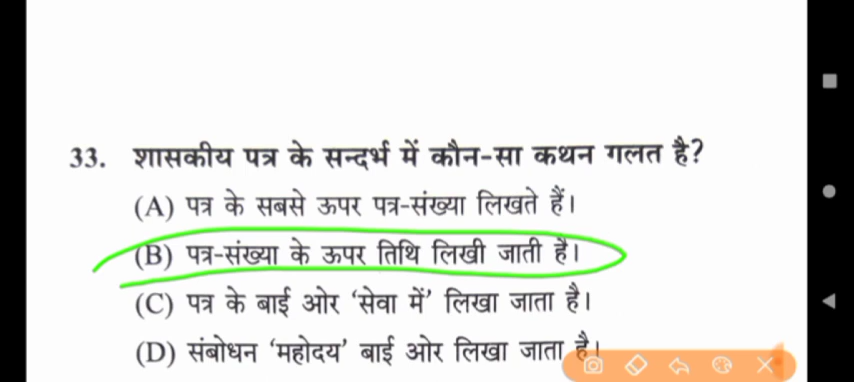 33. शासकीय पत्र के सन्दर्भ में कौन-सा कथन गलत है?
(A) पत्र के सबसे ऊपर पत्र-संख्या लिखते हैं।
(B) पत्र-संख्या के ऊपर तिथि लिखी जाती है।
(C) पत्र के बाईं ओर ‘सेवा में’ लिखा जाता है।
(D) संबोधन ‘महोदय’ बाईं ओर लिखा जाता है।